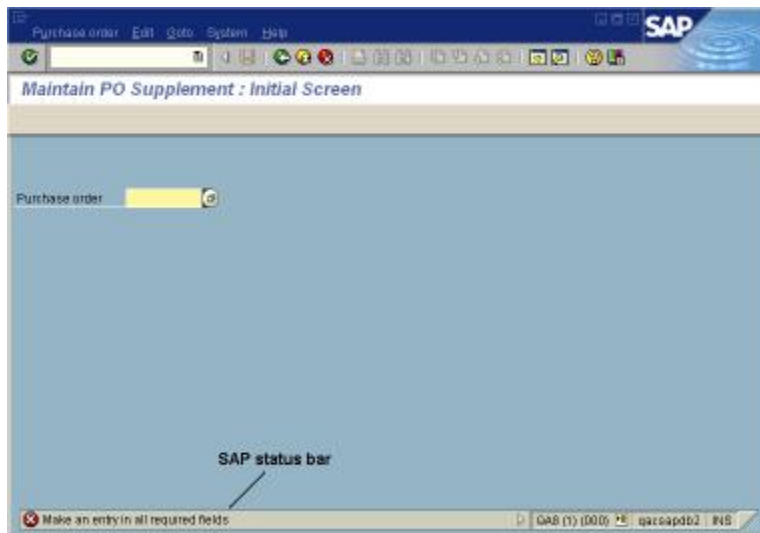 Purchase order Edit Goto System Help
SAP
Maintain PO Supplement : Initial Screen
Purchase order
SAP status bar
Make an entry in all required fields
QA8 (1) (000) qacsapdb2 INS